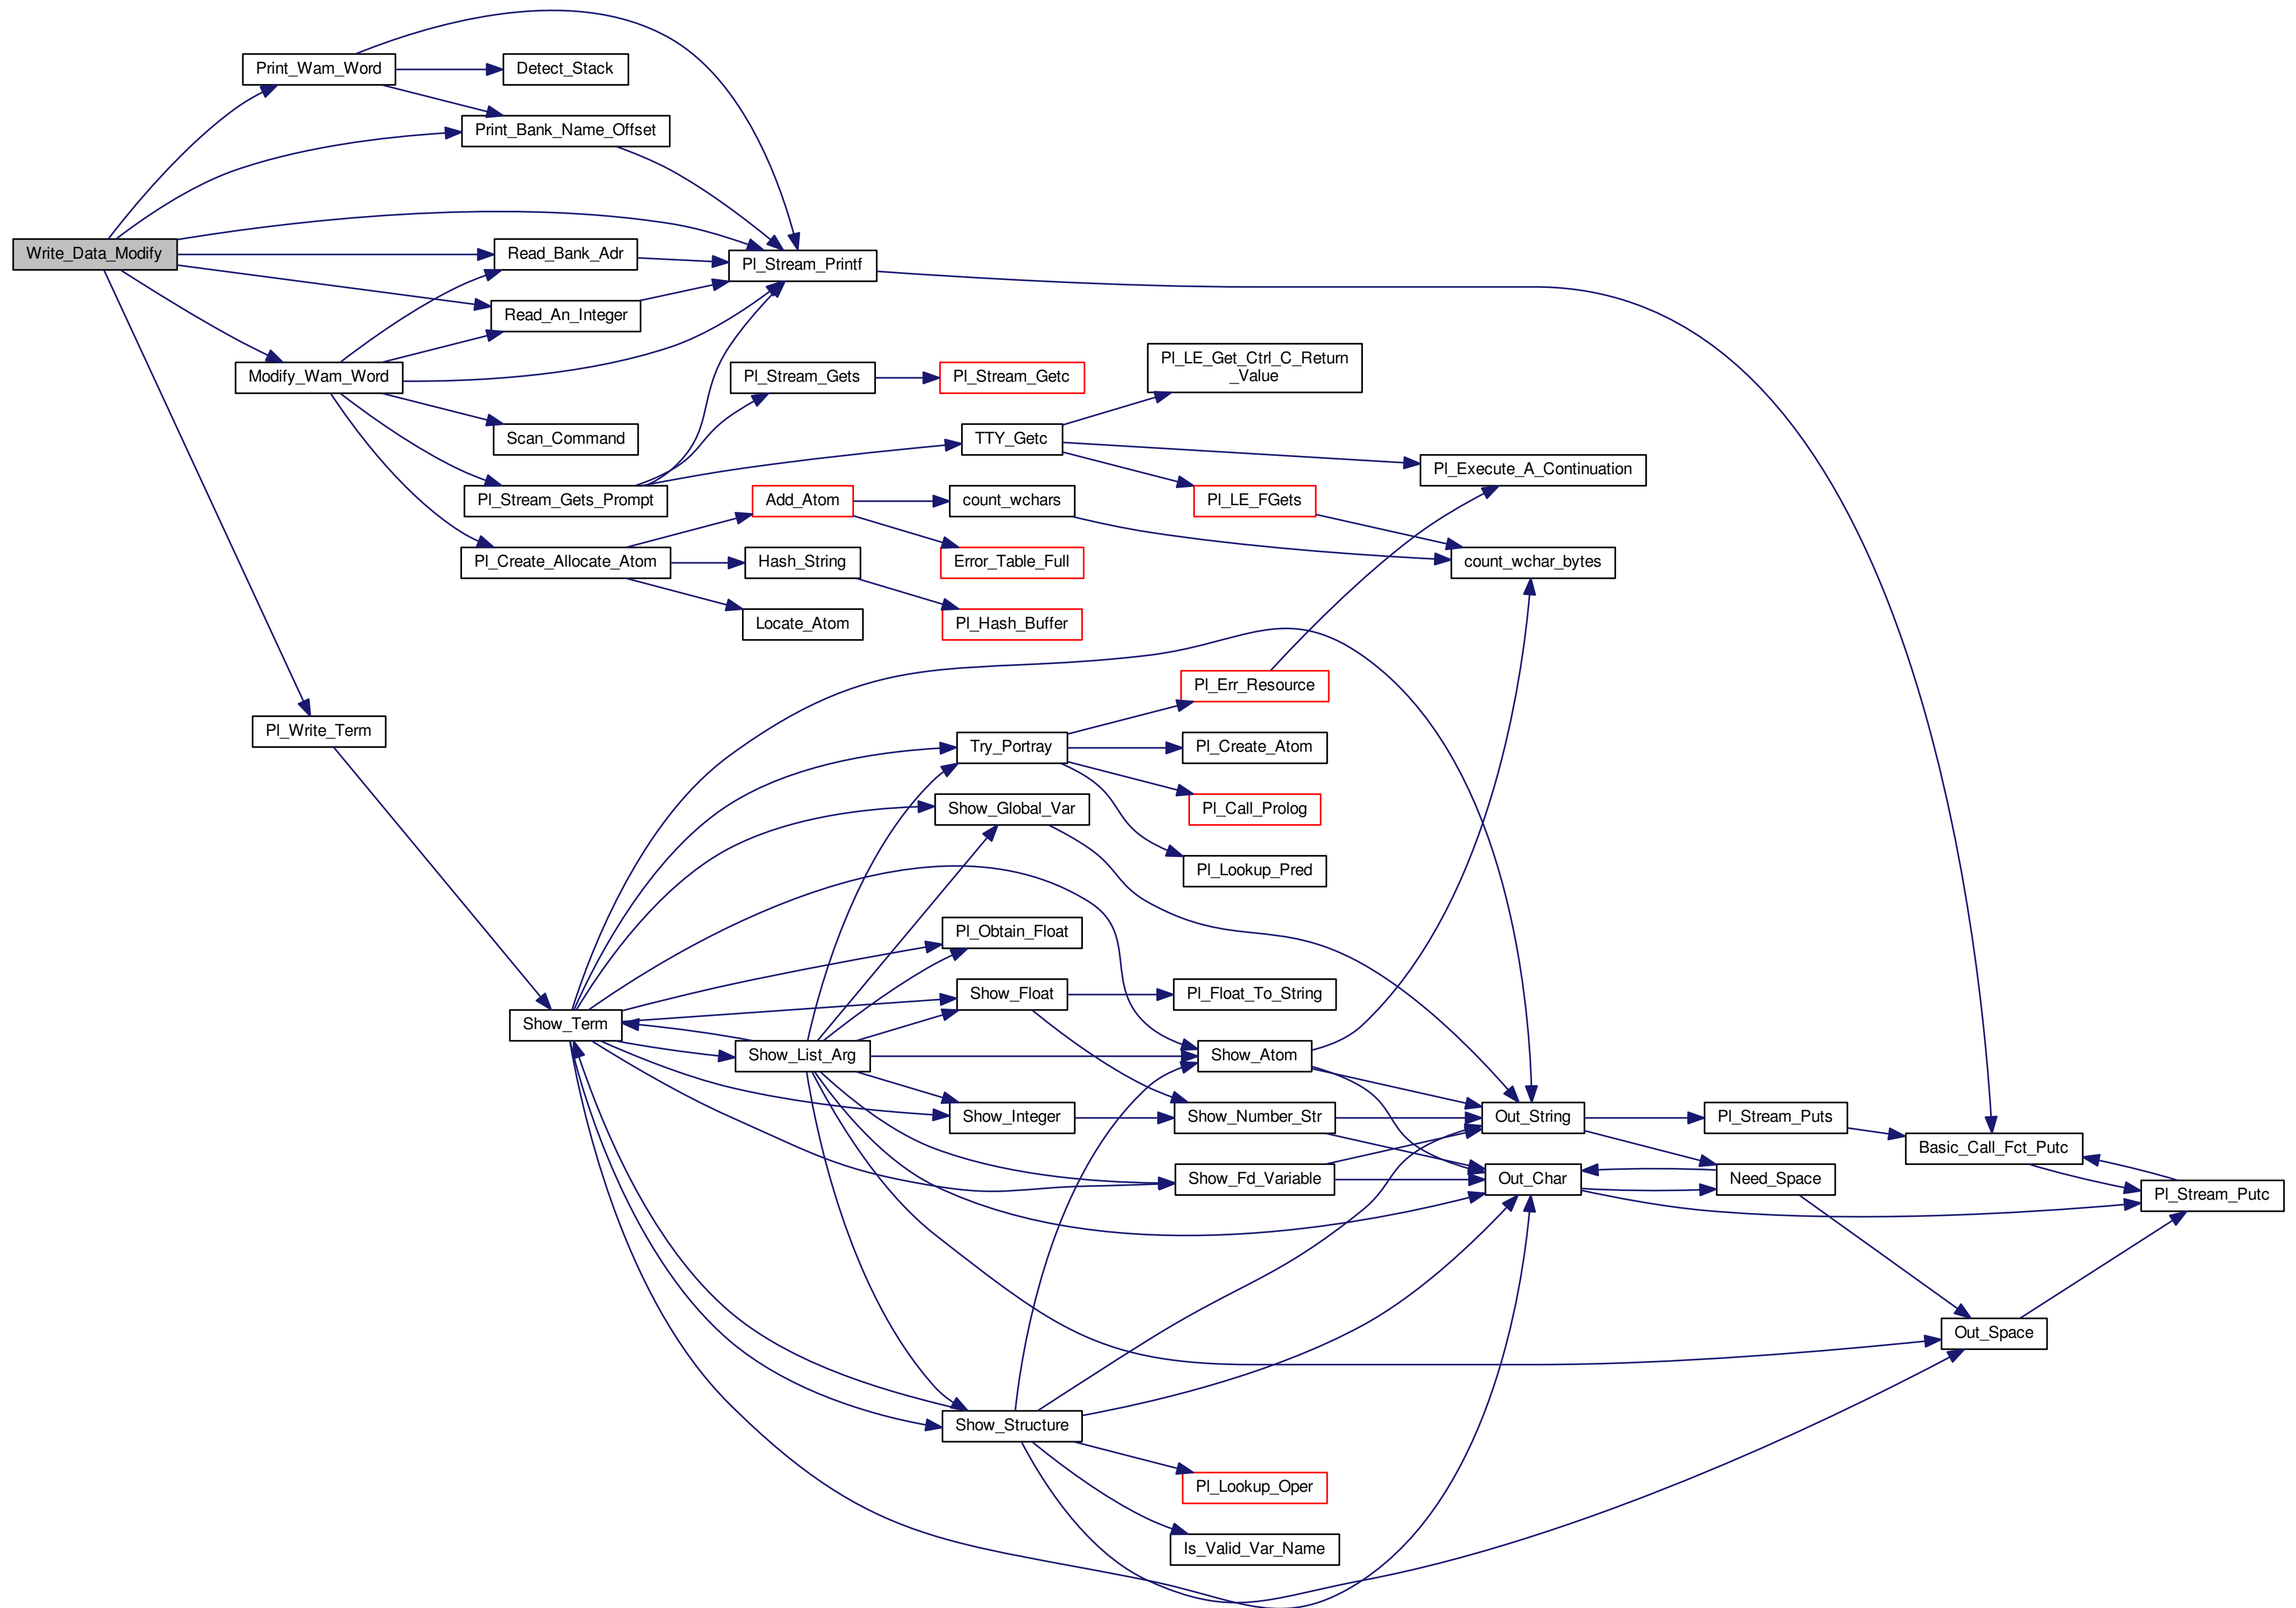 Print_Wam_Word
Detect_Stack
Print_Bank_Name_Offset
Write_Data_Modify
Read_Bank_Adr
Pl_Stream_Printf
Read_An_Integer
Modify_Wam_Word
Pl_Stream_Gets
Pl_Stream_Getc
Pl_LE_Get_Ctrl_C_Return
_Value
Scan_Command
TTY_Getc
Pl_Execute_A_Continuation
Pl_Stream_Gets_Prompt
Add_Atom
count_wchars
Pl_LE_FGets
Pl_Create_Allocate_Atom
Hash_String
Error_Table_Full
count_wchar_bytes
Locate_Atom
Pl_Hash_Buffer
Pl_Err_Resource
Pl_Write_Term
Try_Portray
Pl_Create_Atom
Show_Global_Var
Pl_Call_Prolog
Pl_Lookup_Pred
Pl_Obtain_Float
Show_Float
Pl_Float_To_String
Show_Term
Show_List_Arg
Show_Atom
Show_Integer
Show_Number_Str
Out_String
Pl_Stream_Puts
Basic_Call_Fct_Putc
Show_Fd_Variable
Out_Char
Need_Space
Pl_Stream_Putc
Out_Space
Show_Structure
Pl_Lookup_Oper
Is_Valid_Var_Name